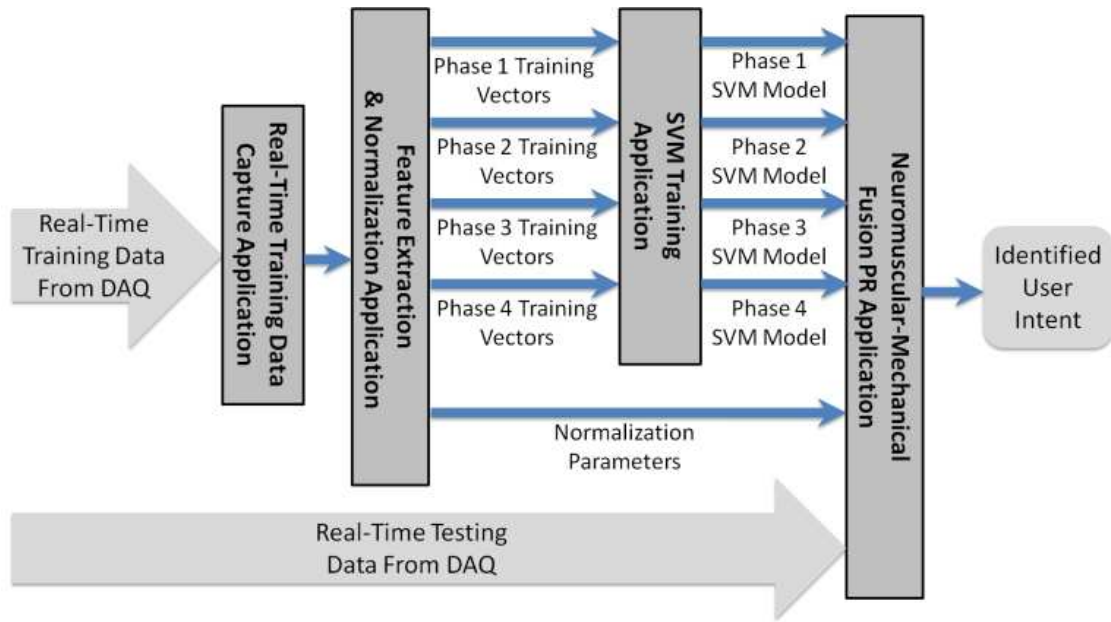 Real-Time
Training Data
From DAQ
Real-Time Training Data
Capture Application
Feature Extraction
& Normalization Application
Phase 1 Training
Vectors
Phase 2 Training
Vectors
Phase 3 Training
Vectors
Phase 4 Training
Vectors
SVM Training
Application
Phase 1
SVM Model
Phase 2
SVM Model
Phase 3
SVM Model
Phase 4
SVM Model
Normalization
Parameters
Neuromuscular-Mechanical
Fusion PR Application
Identified
User
Intent
Real-Time Testing
Data From DAQ